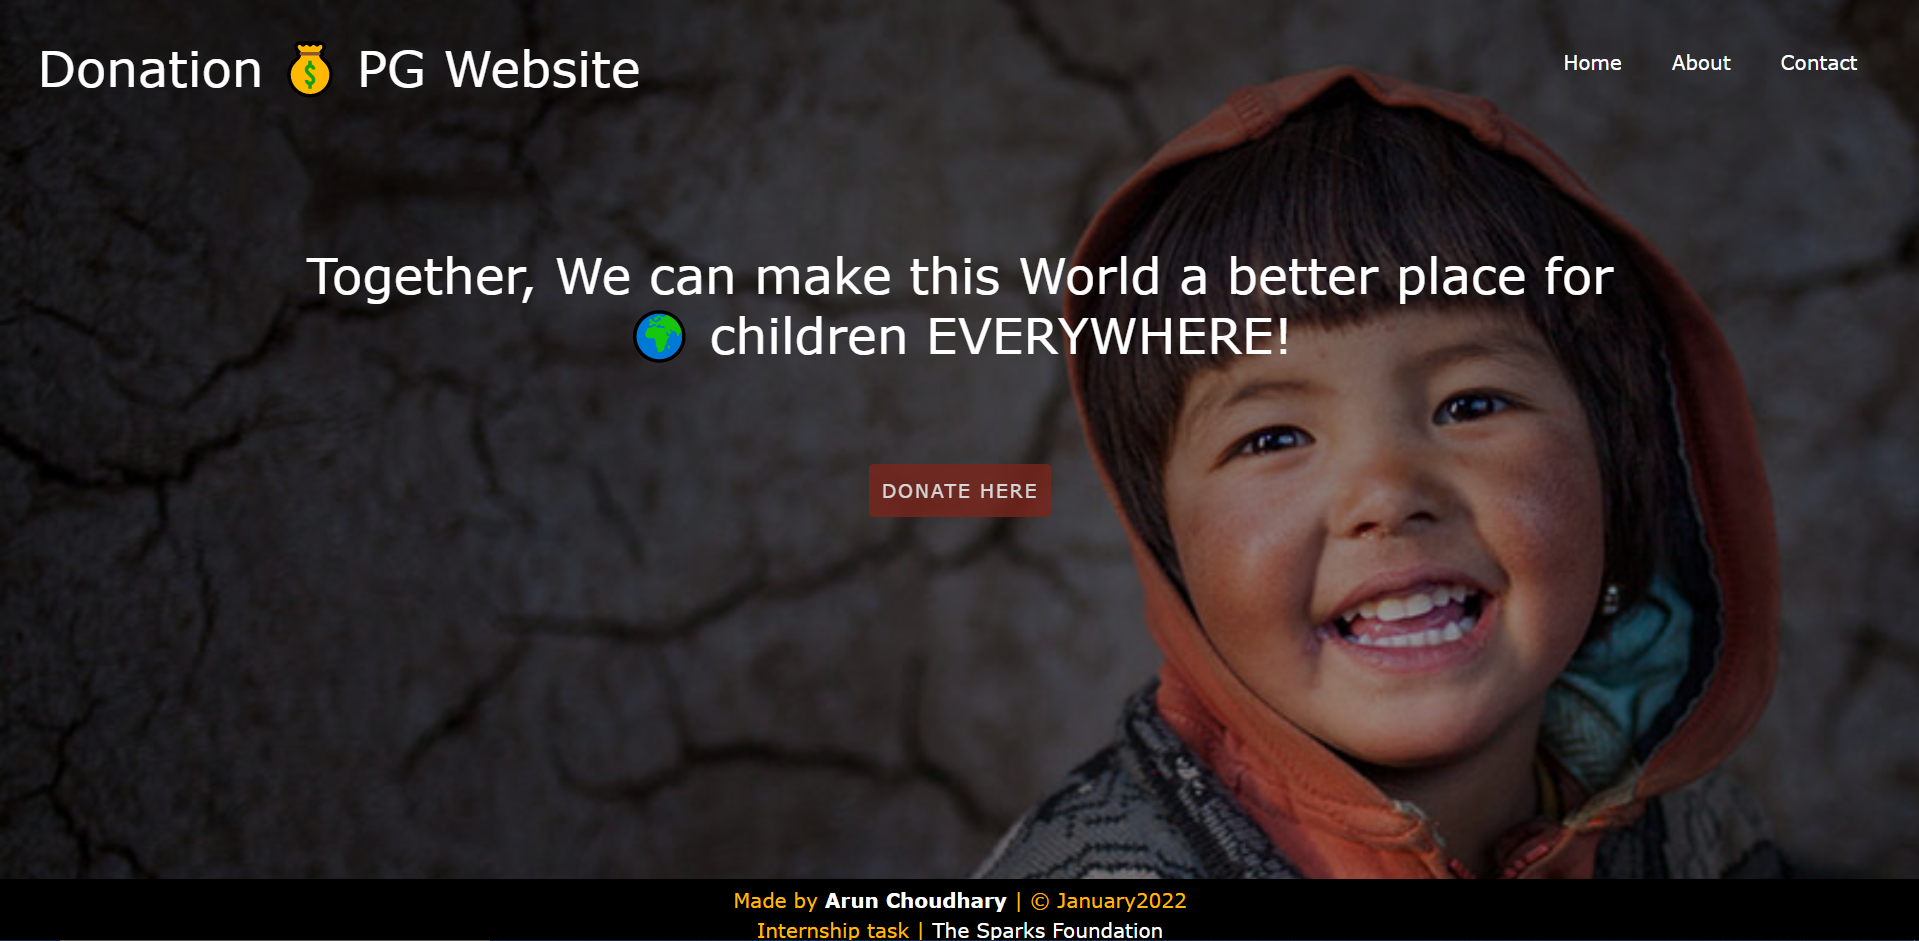 Donation 💰 PG Website
Home About Contact
Together, We can make this World a better place for
🌍 children EVERYWHERE!
DONATE HERE
Made by Arun Choudhary | © January2022
Internship task | The Sparks Foundation